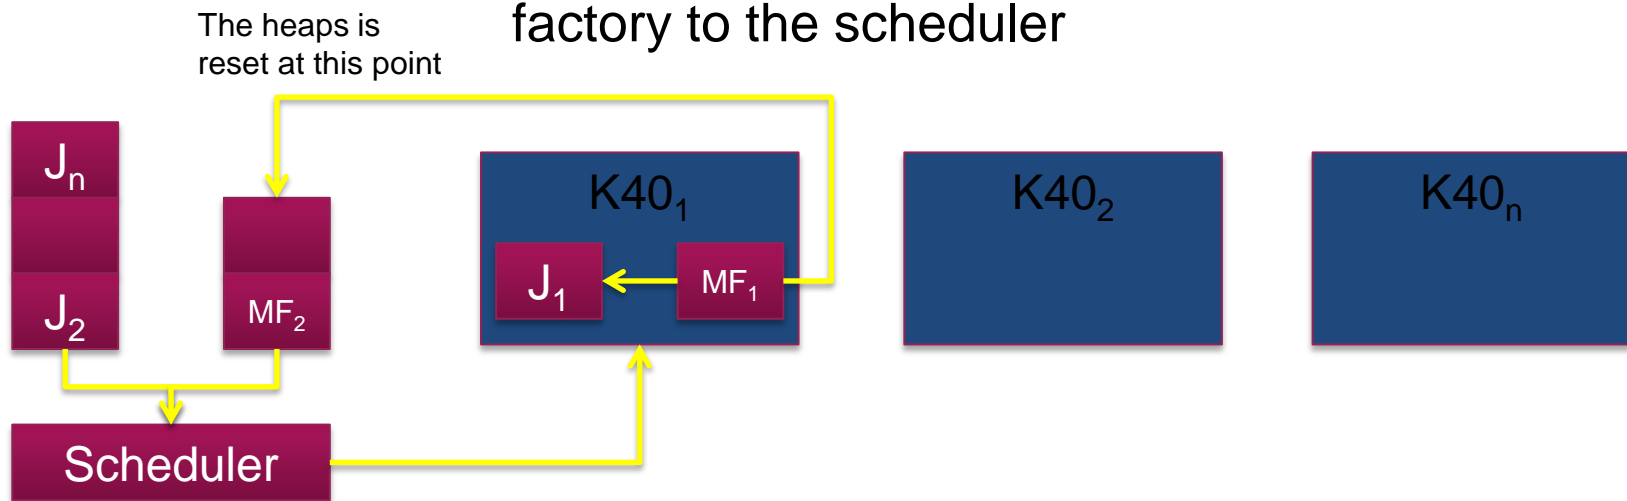 factory to the scheduler
The heaps is
reset at this point
Jn
J2
MF2
K401
J1
MF1
K402
K40n
Scheduler